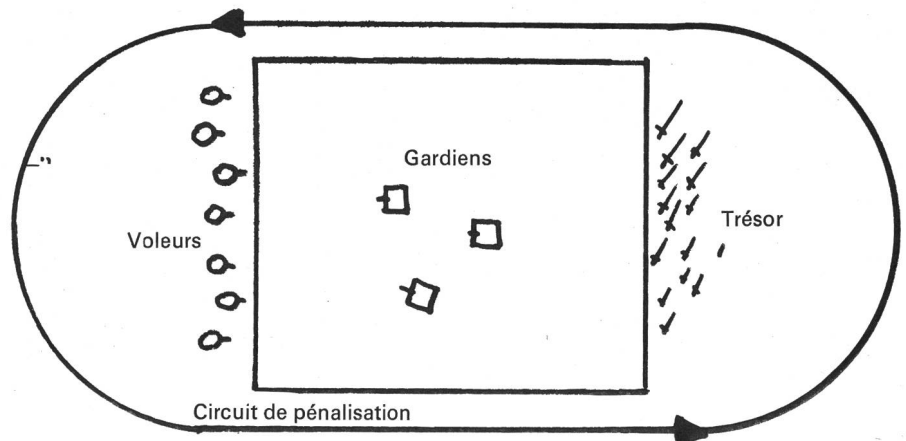 Gardiens
Voleurs
Trésor
Circuit de pénalisation